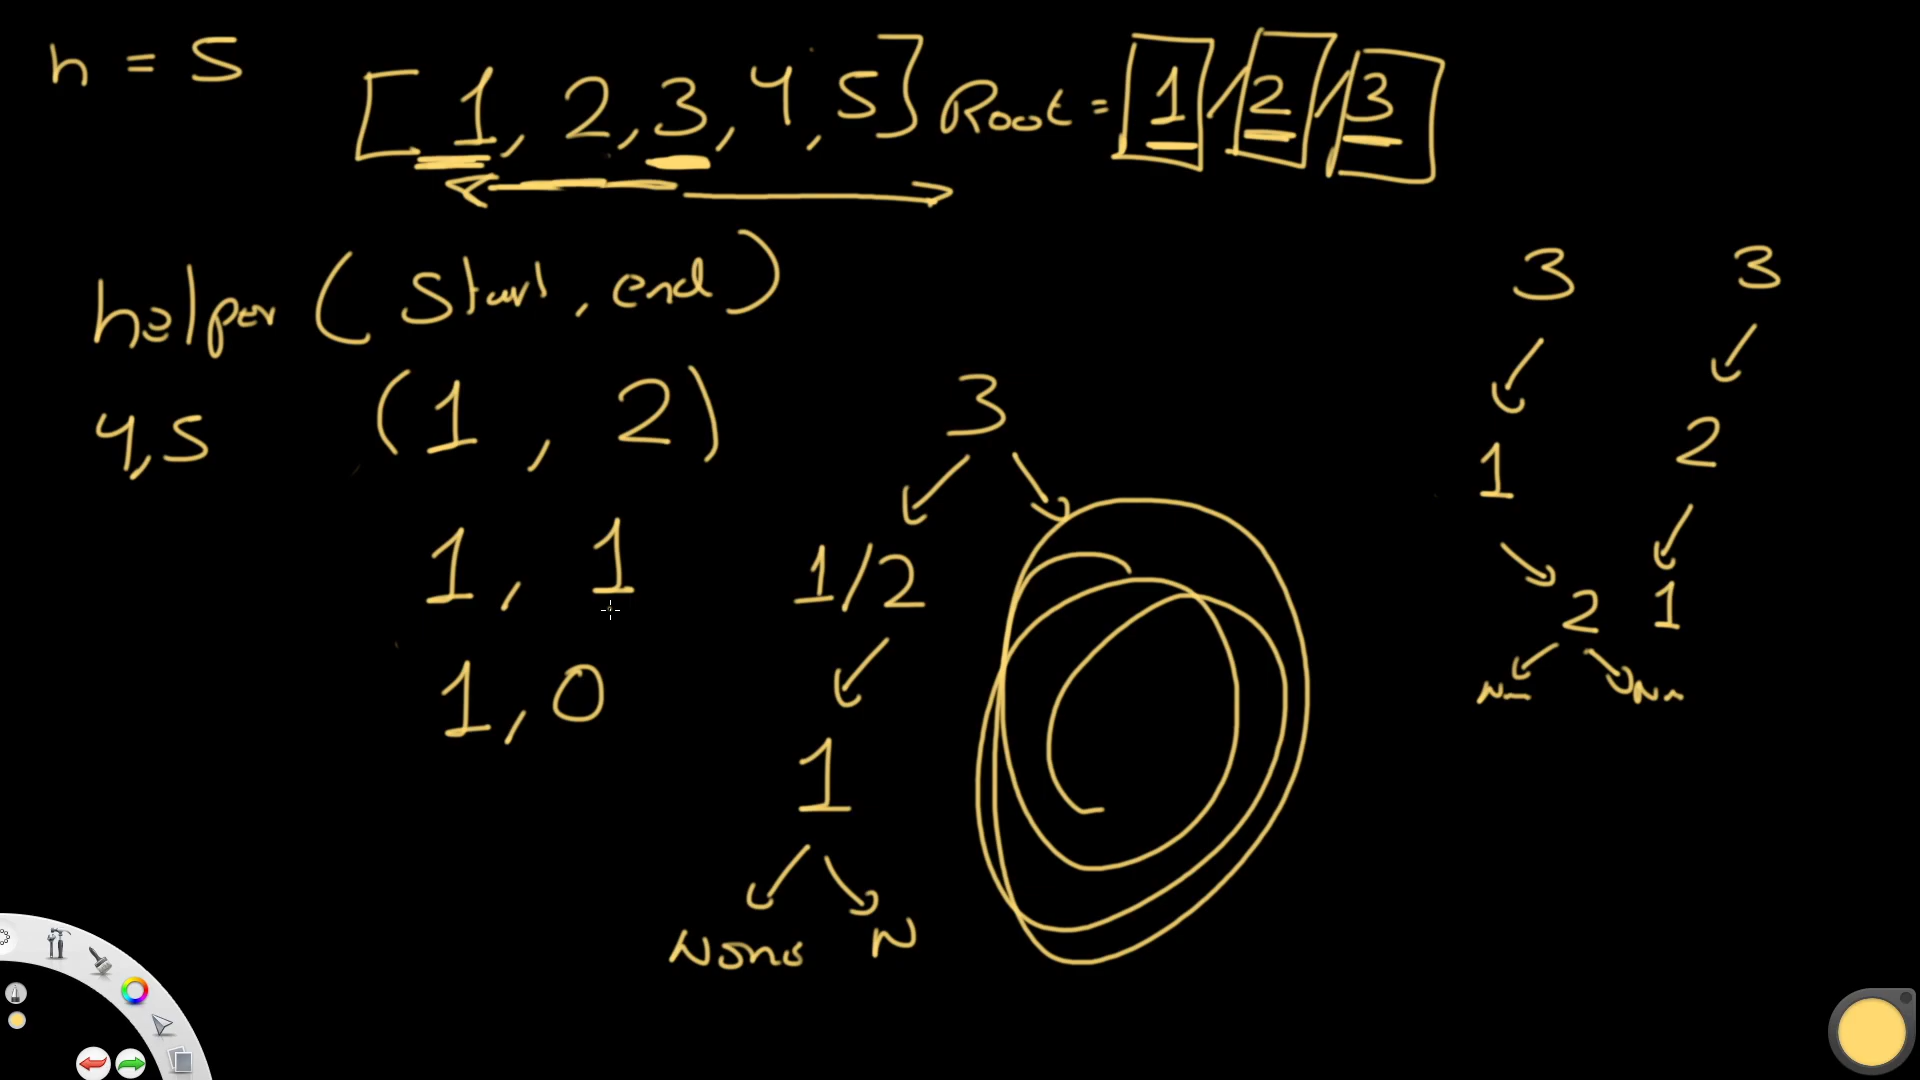 n = 5 [1, 2, 3, 4, 5] Root = 1/2/3
helper(start, end)
4,5 (1, 2)
1, 1
1, 0
3
1/2
1
None N
3 3
1 2
2 1